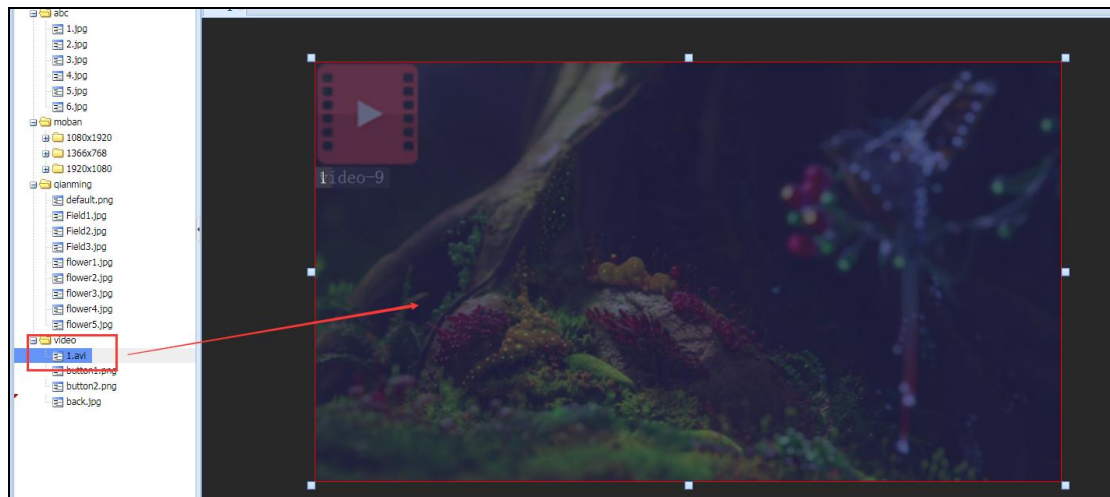 abc
1.jpg
2.jpg
3.jpg
4.jpg
5.jpg
6.jpg
moban
1080x1920
1366x768
1920x1080
qianming
default.png
Field1.jpg
Field2.jpg
Field3.jpg
flower1.jpg
flower2.jpg
flower3.jpg
flower4.jpg
flower5.jpg
video
1.avi
button1.png
button2.png
back.jpg
1
video-9